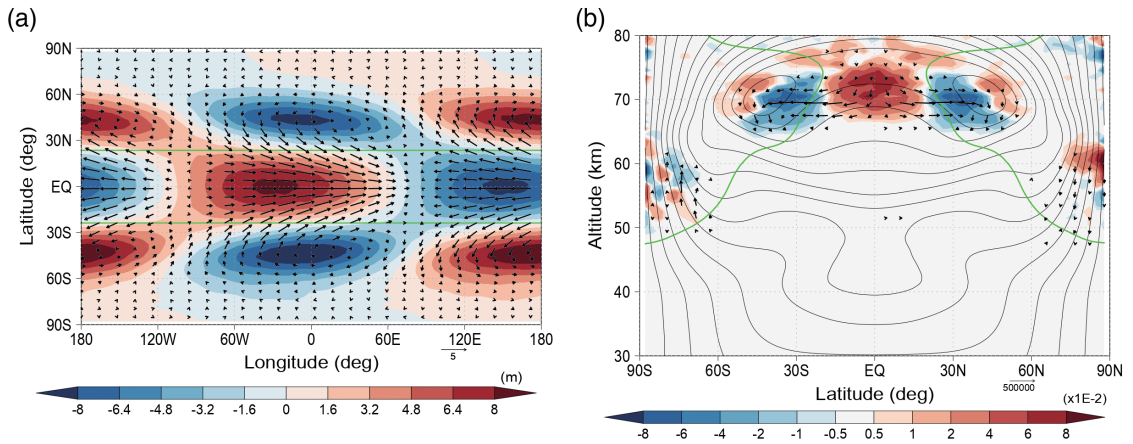 (a)
90N
60N
30N
EQ
30S
60S
90S
Latitude (deg)
180 120W 60W 0 60E 120E 180
Longitude (deg)
5
(m)
-8 -6.4 -4.8 -3.2 -1.6 0 1.6 3.2 4.8 6.4 8
(b)
80
70
60
50
40
30
Altitude (km)
90S 60S 30S EQ 30N 60N 90N
Latitude (deg)
500000
(x1E-2)
-8 -6 -4 -2 -1 -0.5 0.5 1 2 4 6 8